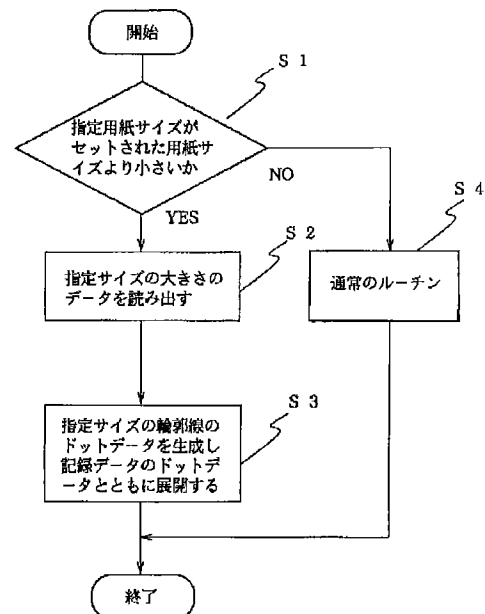 開始
S 1
指定用紙サイズが
セットされた用紙サ
イズより小さいか
NO
YES
S 4
S 2
指定サイズの大きさの
データを読み出す
通常のルーチン
S 3
指定サイズの輪郭線の
ドットデータを生成し
記録データのドットデ
ータとともに展開する
終了